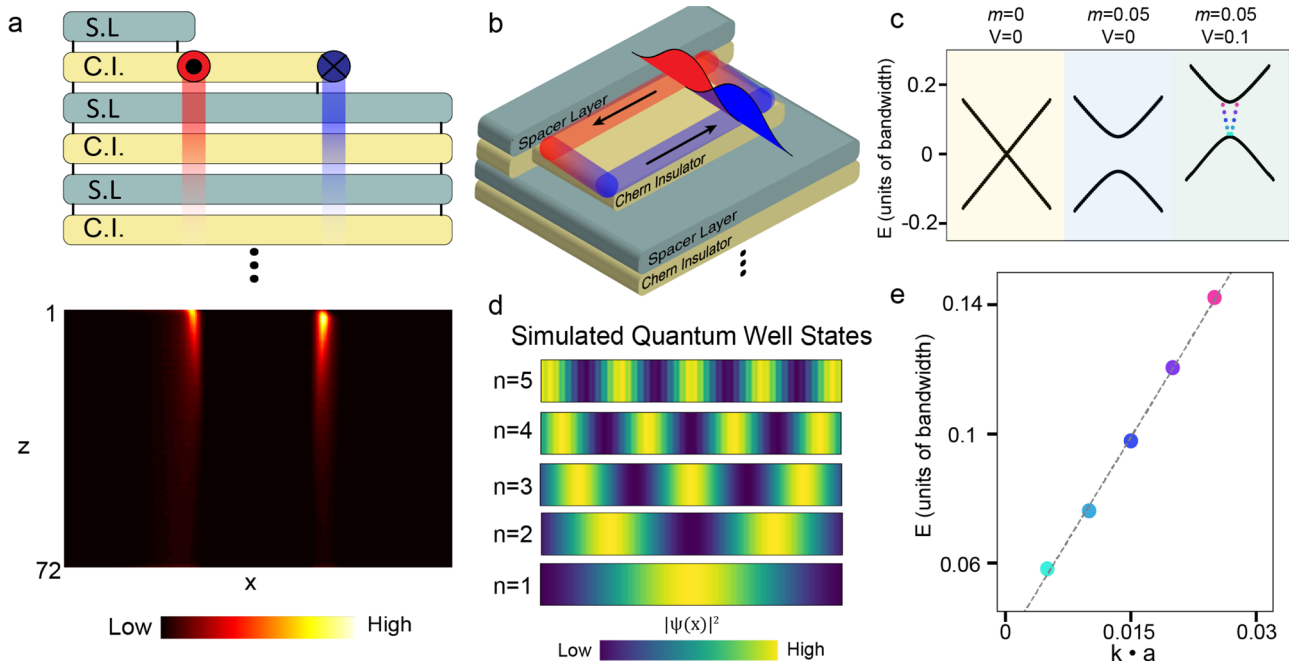 a
S.L
C.I.
S.L
C.I.
S.L
C.I.
1
z
72
x
Low
High
b
Spacer Layer
Chern Insulator
Spacer Layer
Chern Insulator
c
m=0
V=0
m=0.05
V=0
m=0.05
V=0.1
E (units of bandwidth)
0.2
0
-0.2
d
Simulated Quantum Well States
n=5
n=4
n=3
n=2
n=1
|ψ(x)|²
Low
High
e
E (units of bandwidth)
0.14
0.1
0.06
0
0.015
0.03
k • a